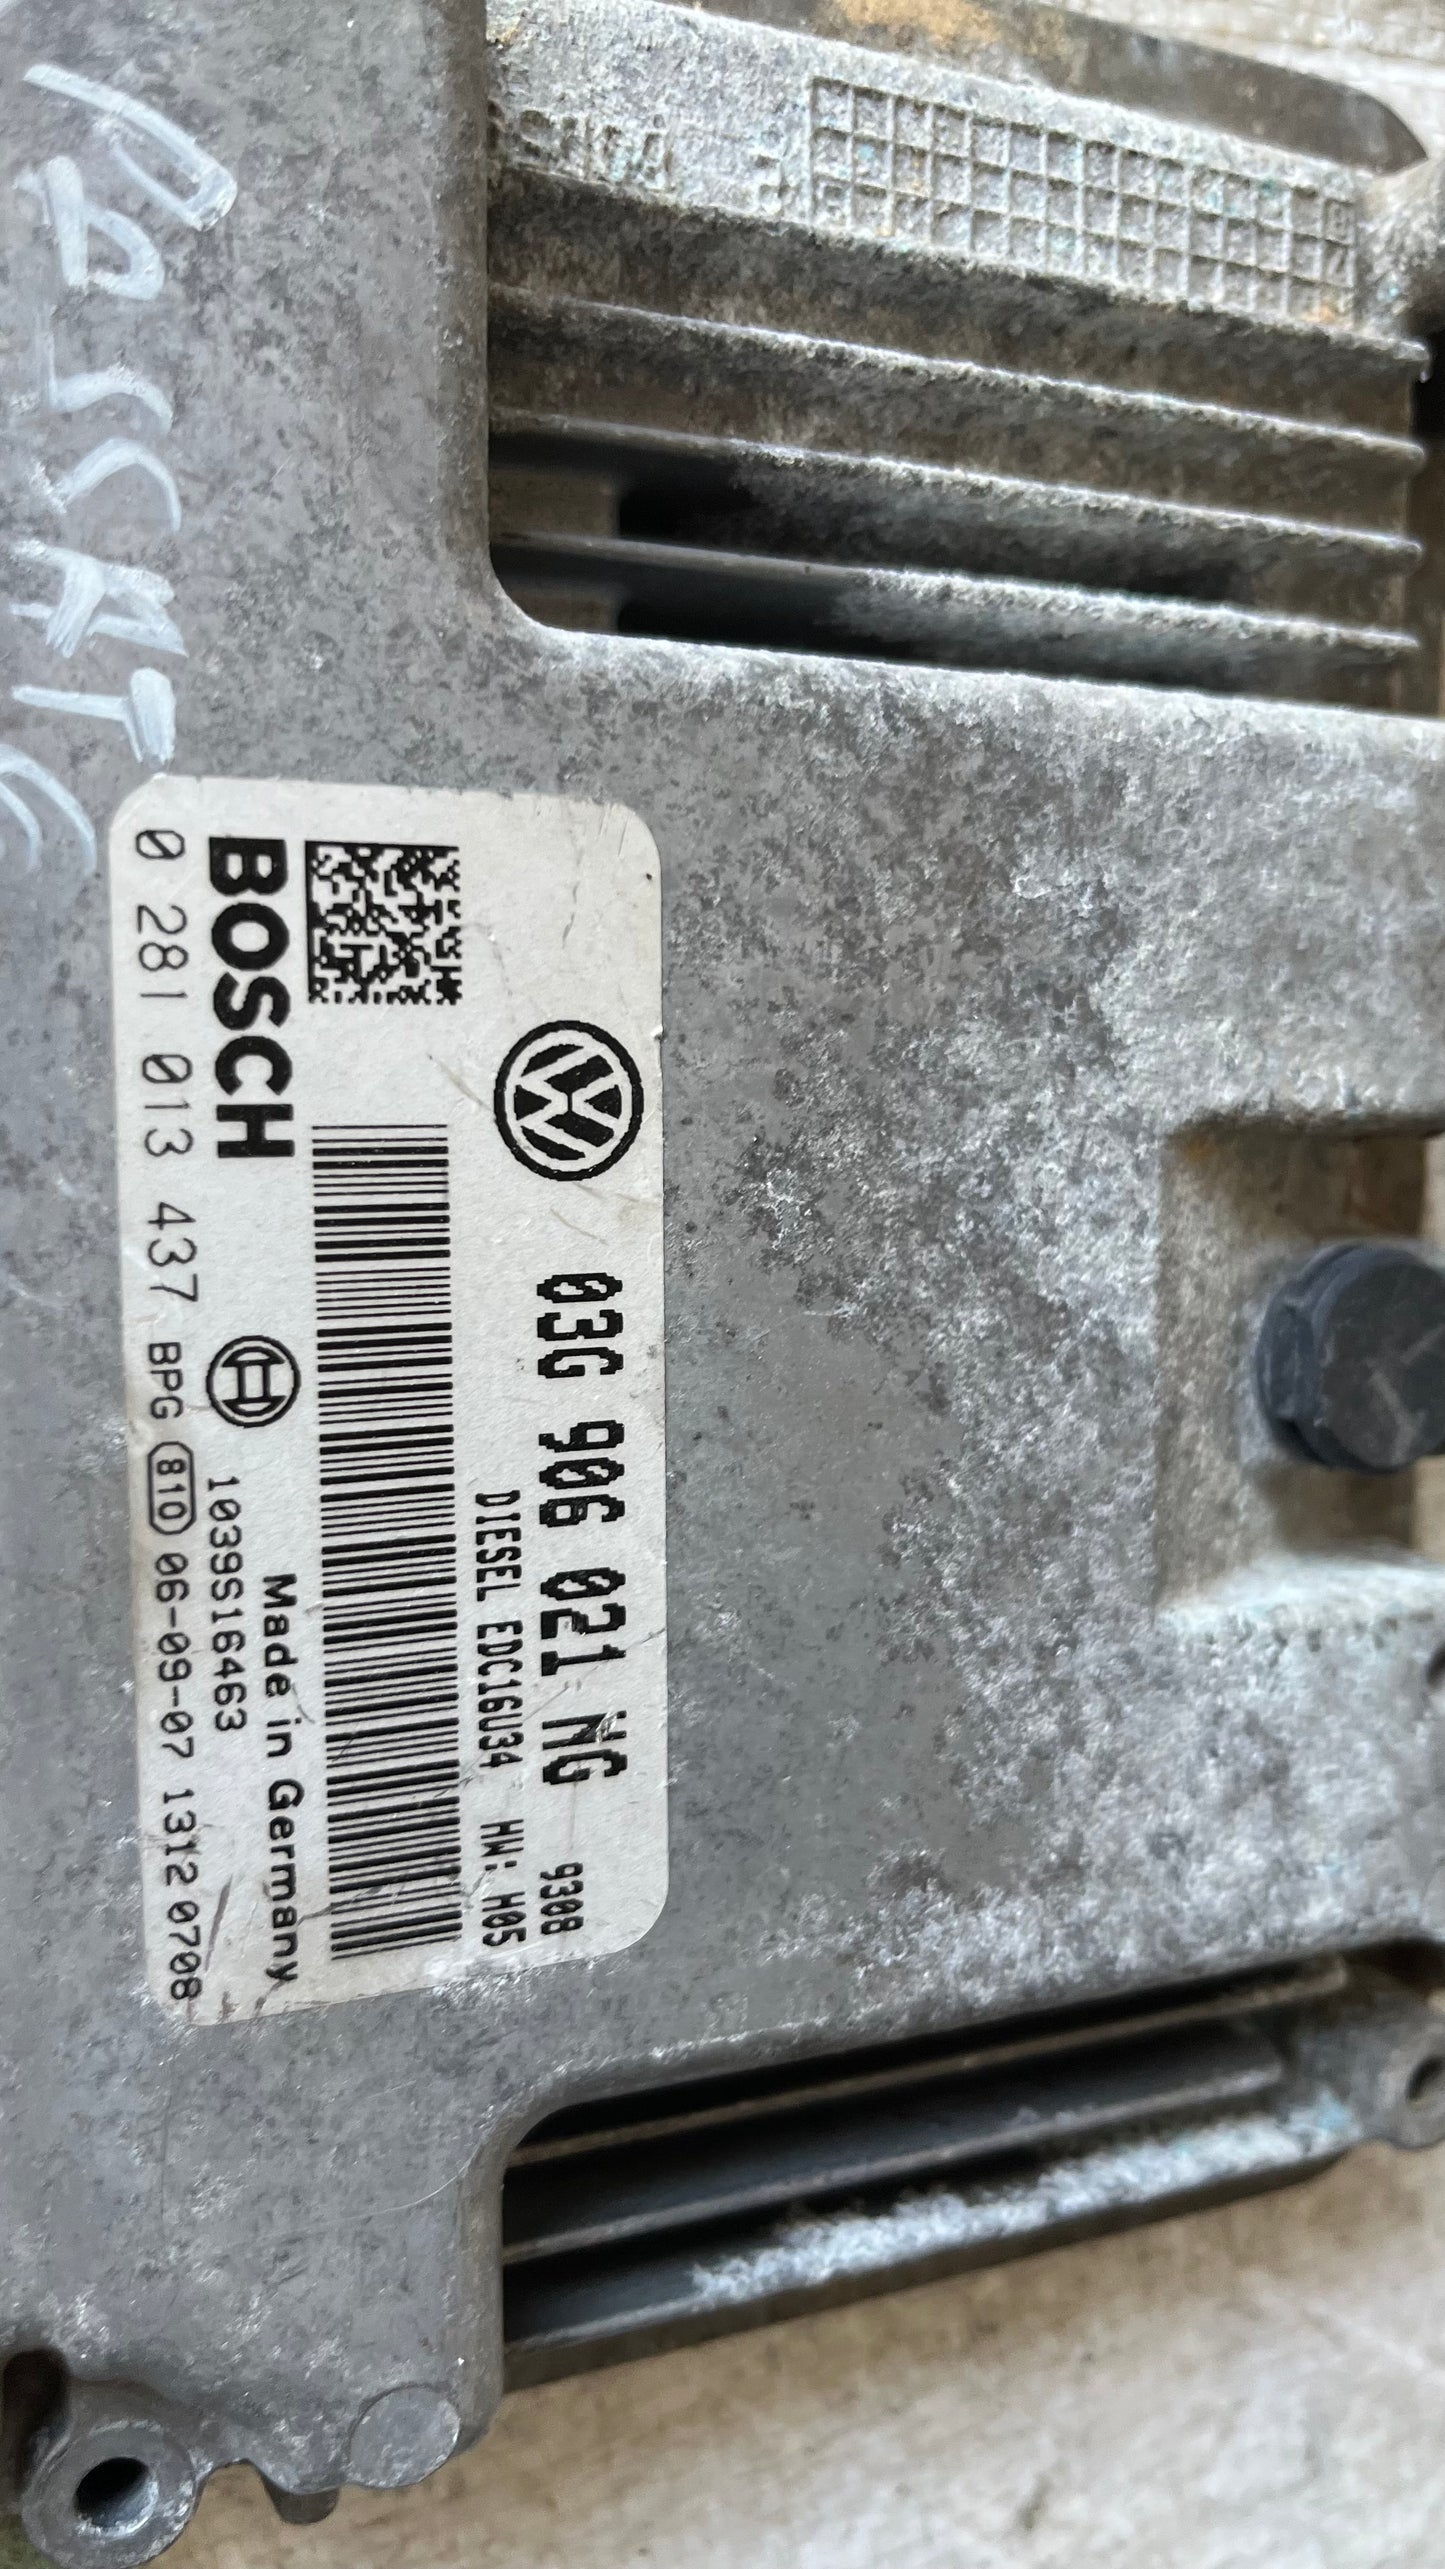 PASSAT 6
03G 906 021 NG 9308
DIESEL EDC16U34 HW: H05
BOSCH
Made in Germany
1039S16463
0 281 013 437 BPG 810 06-09-07 1312 0708